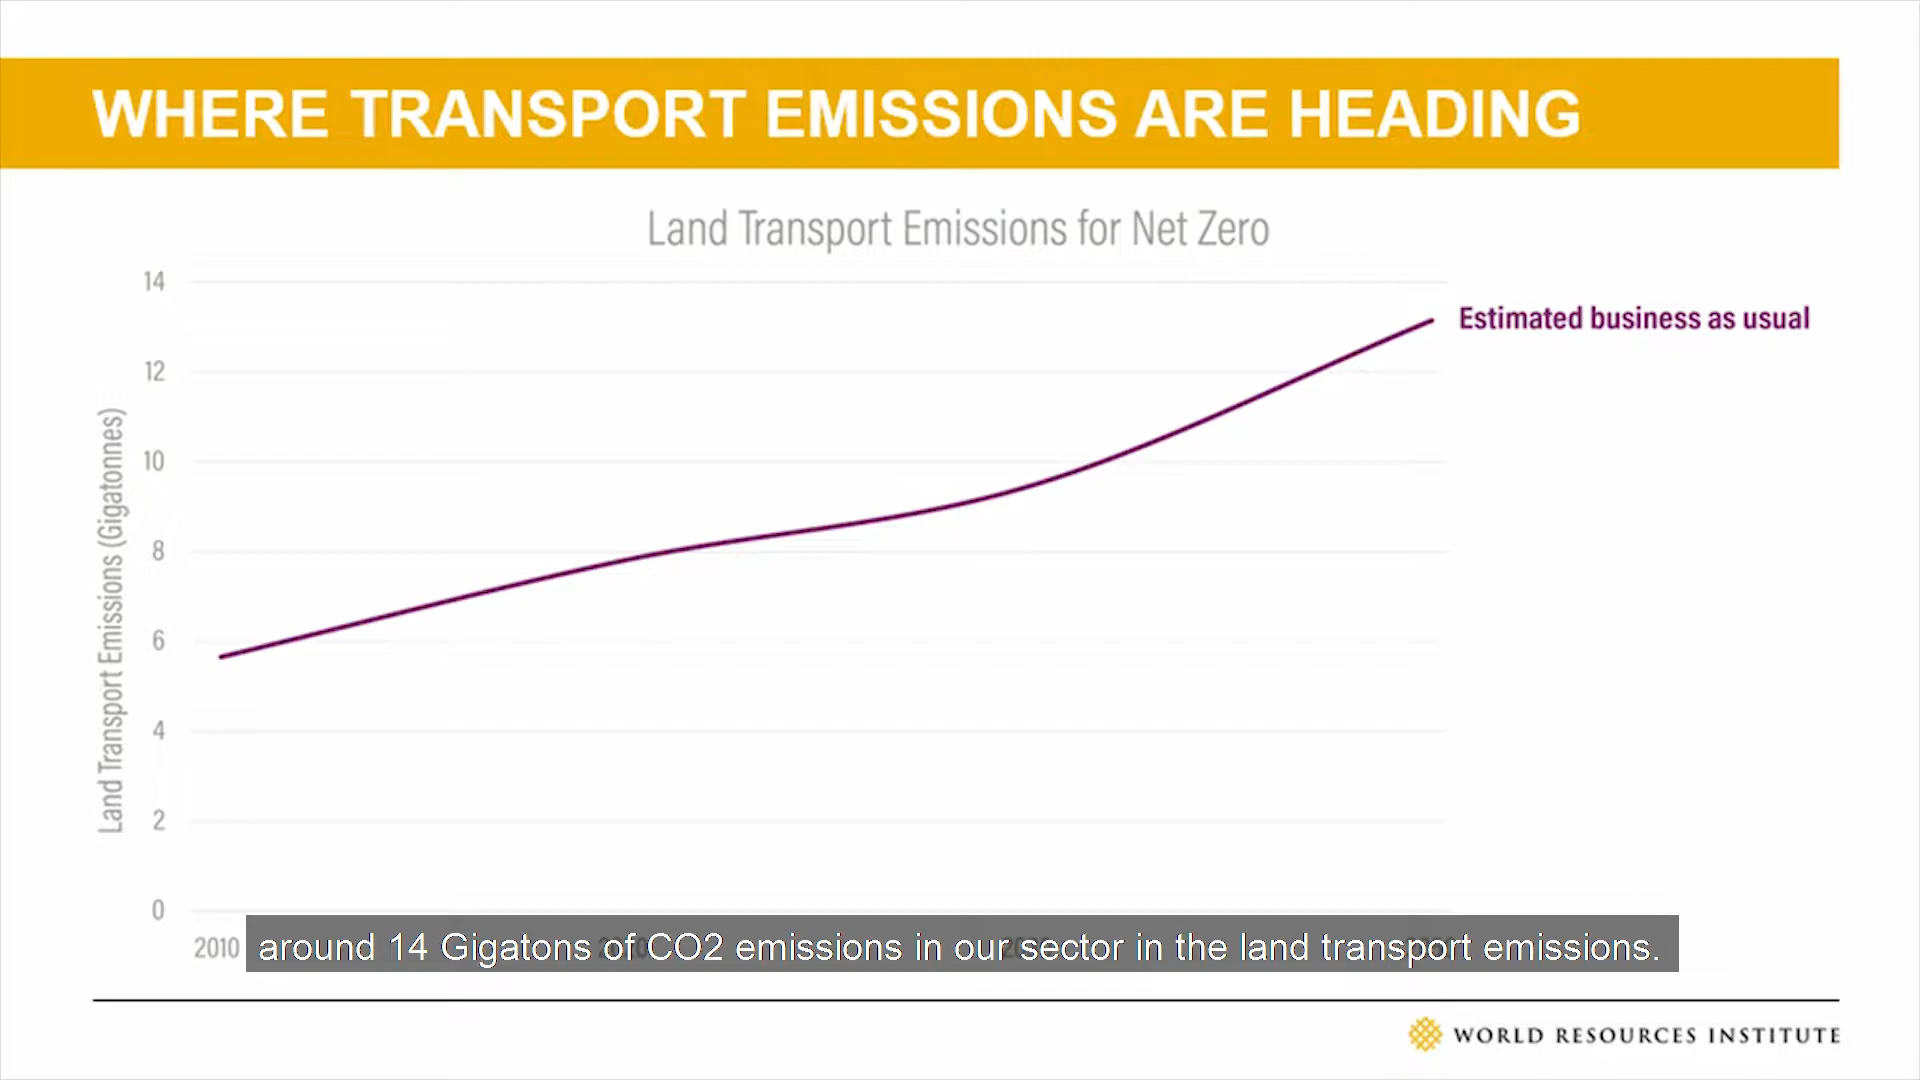 WHERE TRANSPORT EMISSIONS ARE HEADING
Land Transport Emissions for Net Zero
14
Estimated business as usual
12
10
8
6
4
2
0
Land Transport Emissions (Gigatonnes)
2010
around 14 Gigatons of CO2 emissions in our sector in the land transport emissions.
WORLD RESOURCES INSTITUTE